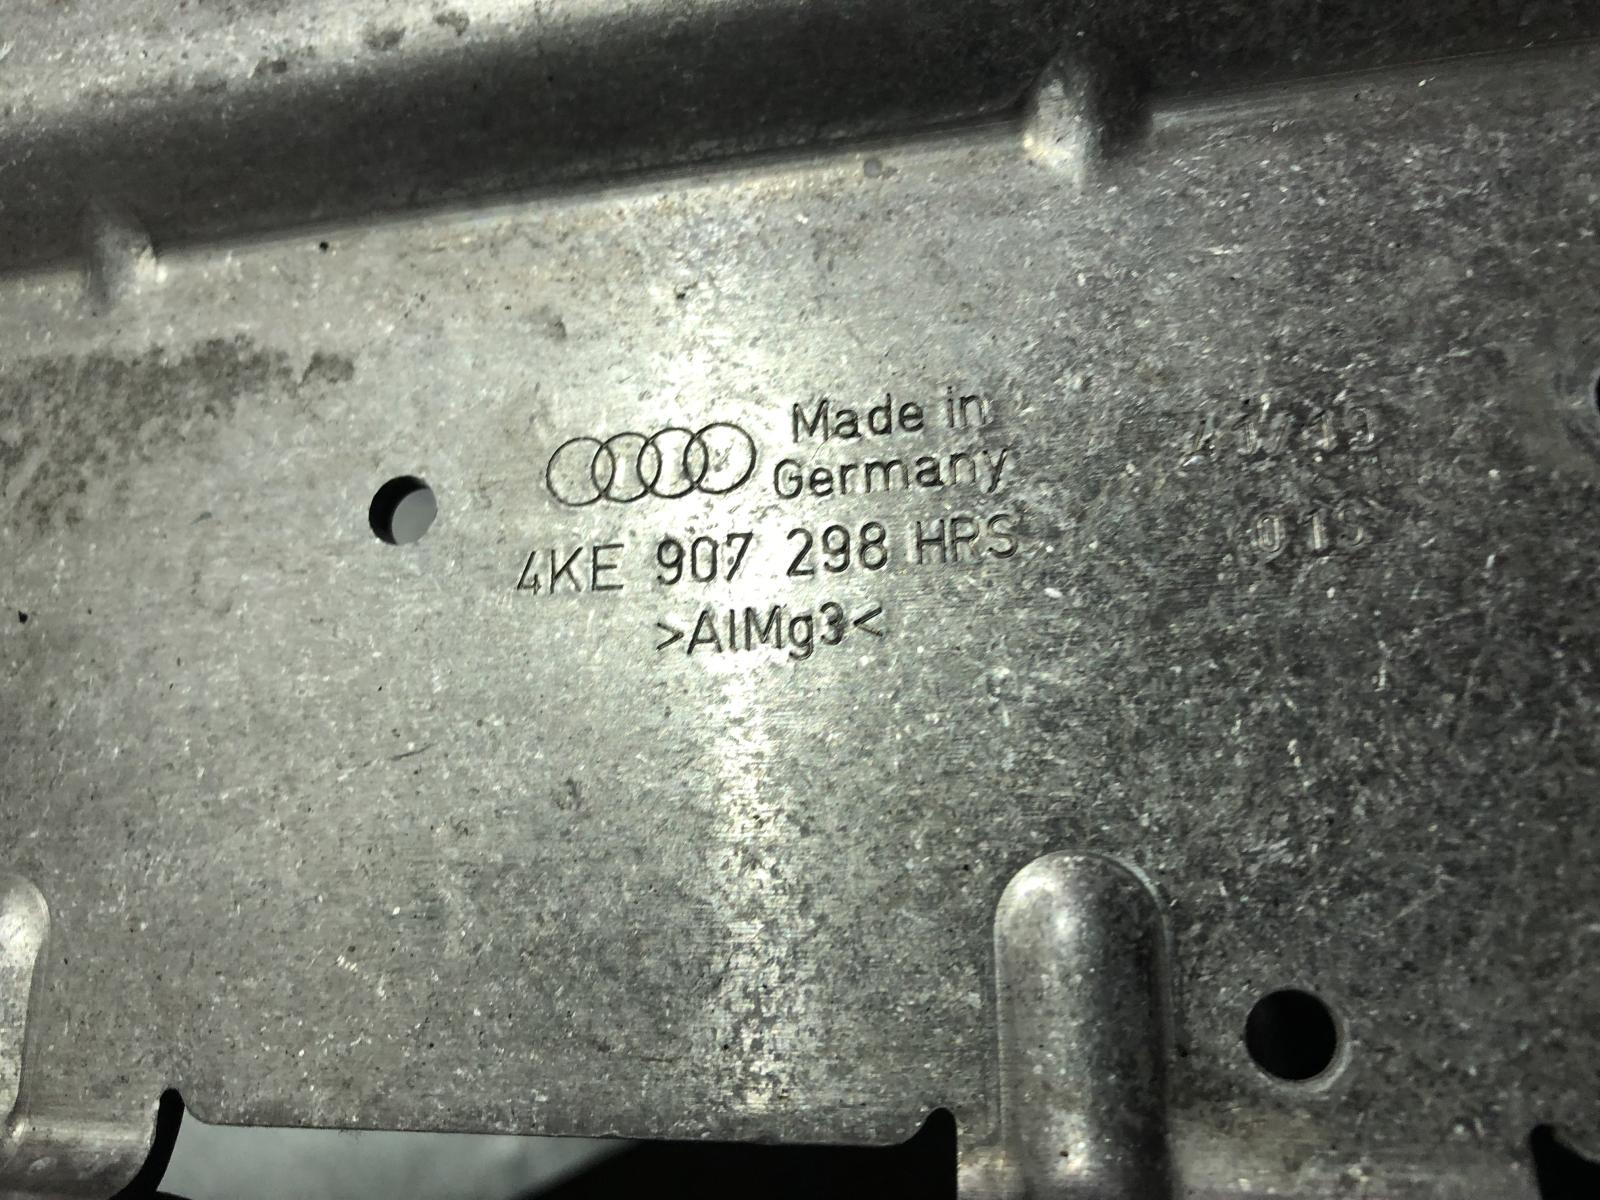 Made in
Germany
4KE 907 298 HRS
>AlMg3<